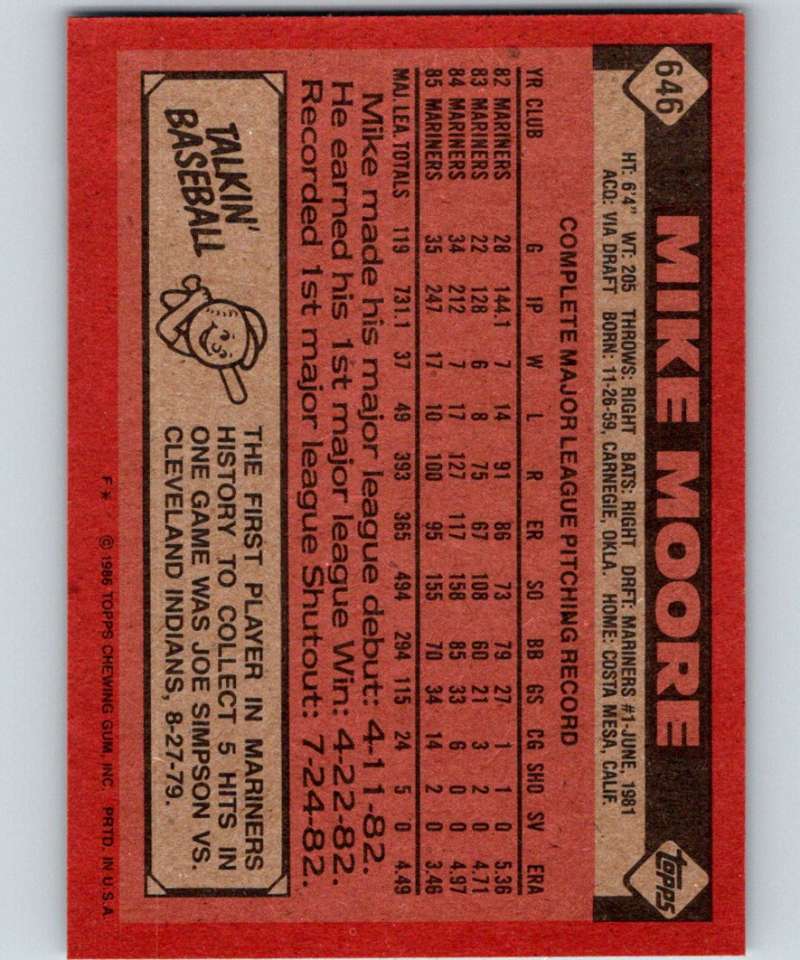 646
MIKE MOORE
topps
HT: 6'4" WT: 205 THROWS: RIGHT BATS: RIGHT DRFT: MARINERS #1-JUNE, 1981
ACQ: VIA DRAFT BORN: 11-26-59, CARNEGIE, OKLA. HOME: COSTA MESA, CALIF.
COMPLETE MAJOR LEAGUE PITCHING RECORD
YR CLUB G IP W L R ER SO BB GS CG SHO SV ERA
82 MARINERS 28 144.1 7 14 91 86 73 79 27 1 1 0 5.36
83 MARINERS 22 128 6 8 75 67 108 60 21 3 2 0 4.71
84 MARINERS 34 212 7 17 127 117 158 85 33 6 0 0 4.97
85 MARINERS 35 247 17 10 100 95 155 70 34 14 2 0 3.46
MAJ. LEA. TOTALS 119 731.1 37 49 393 365 494 294 115 24 5 0 4.49
Mike made his major league debut: 4-11-82.
He earned his 1st major league Win: 4-22-82.
Recorded 1st major league Shutout: 7-24-82.
TALKIN'
BASEBALL
THE FIRST PLAYER IN MARINERS
HISTORY TO COLLECT 5 HITS IN
ONE GAME WAS JOE SIMPSON VS.
CLEVELAND INDIANS, 8-27-79.
F* © 1986 TOPPS CHEWING GUM, INC. PRTD. IN U.S.A.